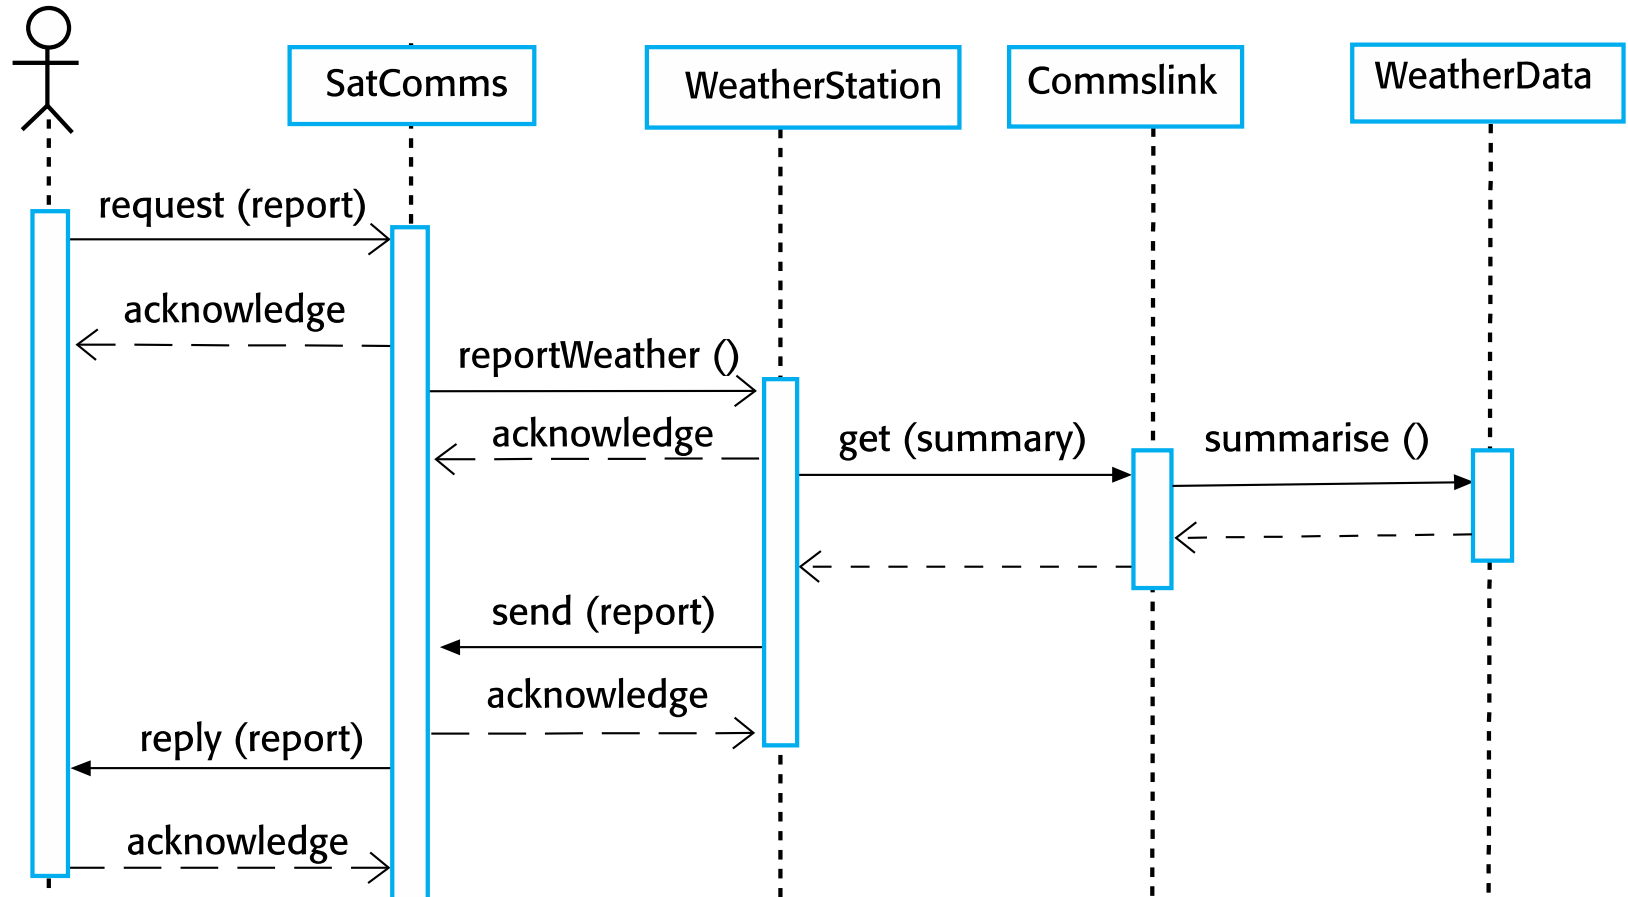 SatComms
WeatherStation
Commslink
WeatherData
request (report)
acknowledge
reportWeather ()
acknowledge
get (summary)
summarise ()
send (report)
acknowledge
reply (report)
acknowledge